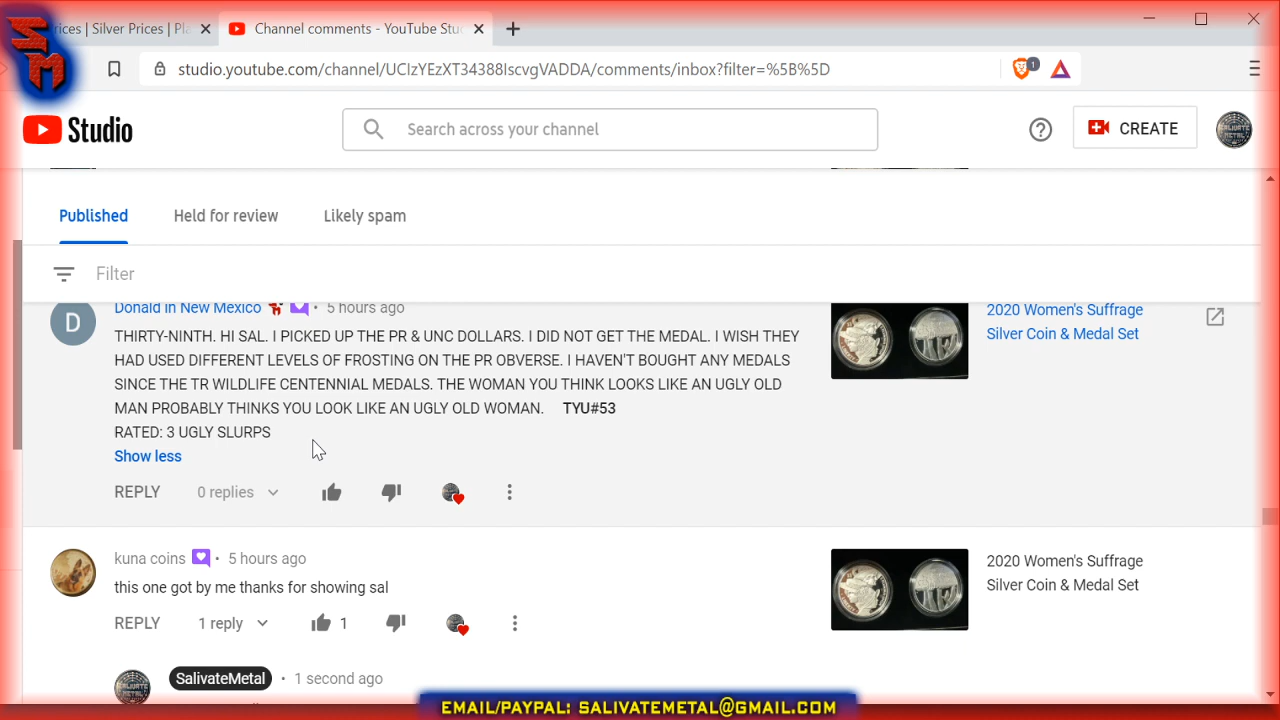 SM
rices | Silver Prices | Pla
Channel comments - YouTube Stu
studio.youtube.com/channel/UCIzYEzXT34388IscvgVADDA/comments/inbox?filter=%5B%5D
1
Studio
Search across your channel
CREATE
Published
Held for review
Likely spam
Filter
D
Donald in New Mexico • 5 hours ago
THIRTY-NINTH. HI SAL. I PICKED UP THE PR & UNC DOLLARS. I DID NOT GET THE MEDAL. I WISH THEY
HAD USED DIFFERENT LEVELS OF FROSTING ON THE PR OBVERSE. I HAVEN'T BOUGHT ANY MEDALS
SINCE THE TR WILDLIFE CENTENNIAL MEDALS. THE WOMAN YOU THINK LOOKS LIKE AN UGLY OLD
MAN PROBABLY THINKS YOU LOOK LIKE AN UGLY OLD WOMAN. TYU#53
RATED: 3 UGLY SLURPS
Show less
REPLY
0 replies
2020 Women's Suffrage
Silver Coin & Medal Set
kuna coins • 5 hours ago
this one got by me thanks for showing sal
REPLY
1 reply
1
2020 Women's Suffrage
Silver Coin & Medal Set
SalivateMetal • 1 second ago
EMAIL/PAYPAL: SALIVATEMETAL@GMAIL.COM